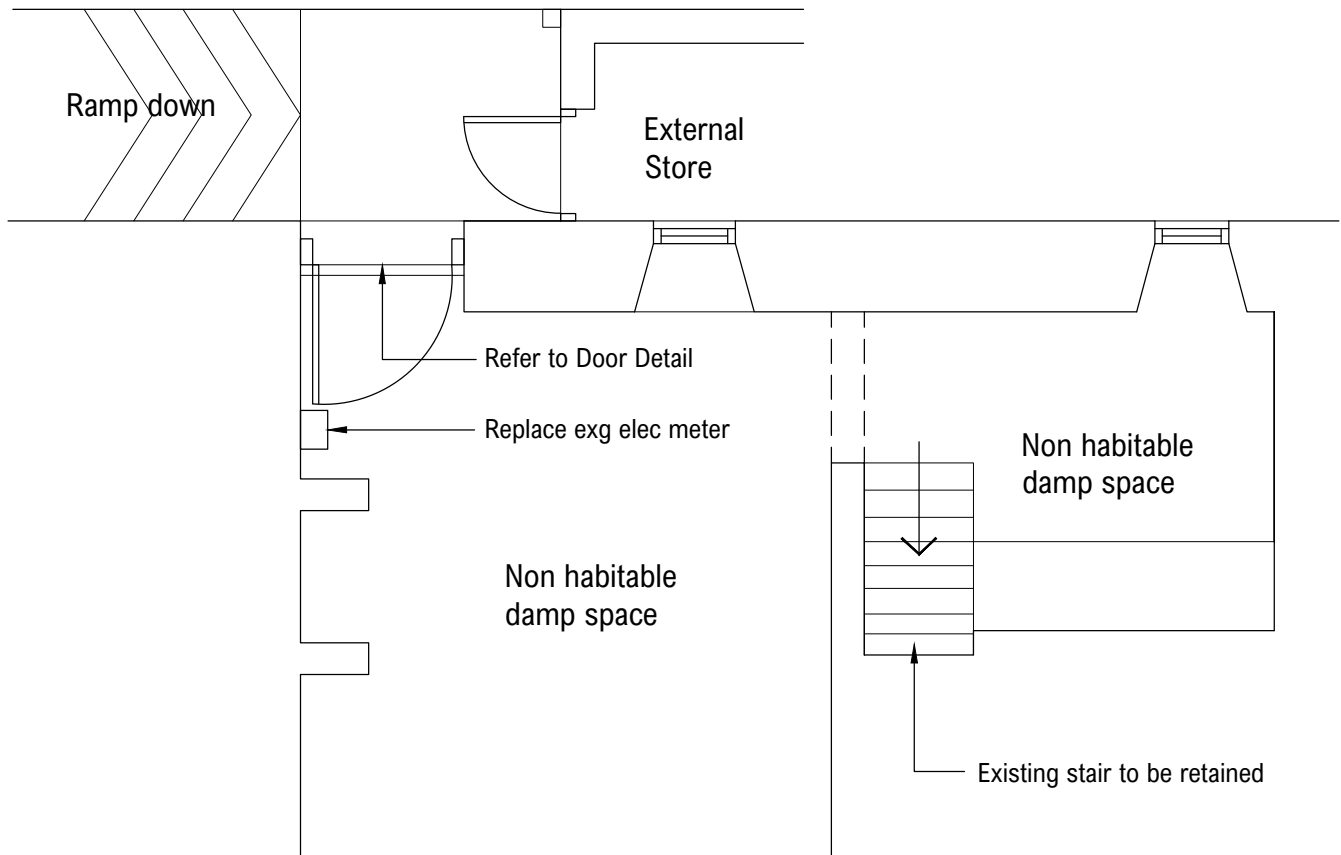 Ramp down
External
Store
Refer to Door Detail
Replace exg elec meter
Non habitable
damp space
Non habitable
damp space
Existing stair to be retained